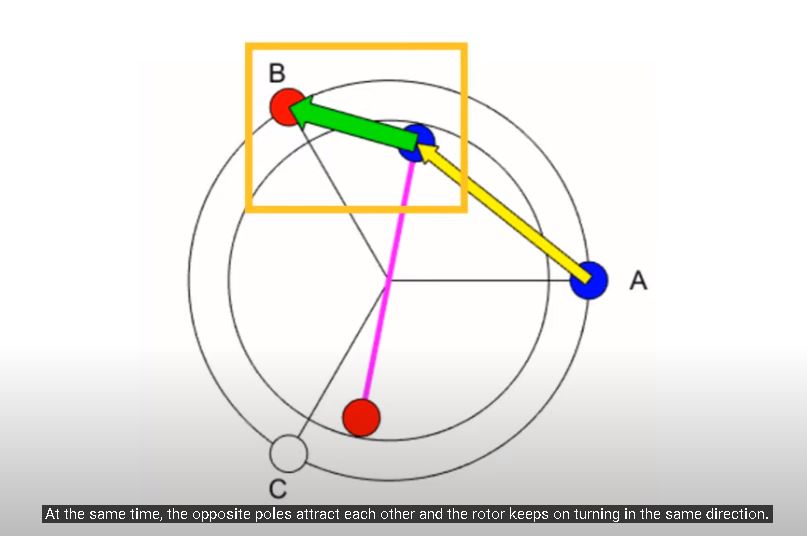 B
A
C
At the same time, the opposite poles attract each other and the rotor keeps on turning in the same direction.